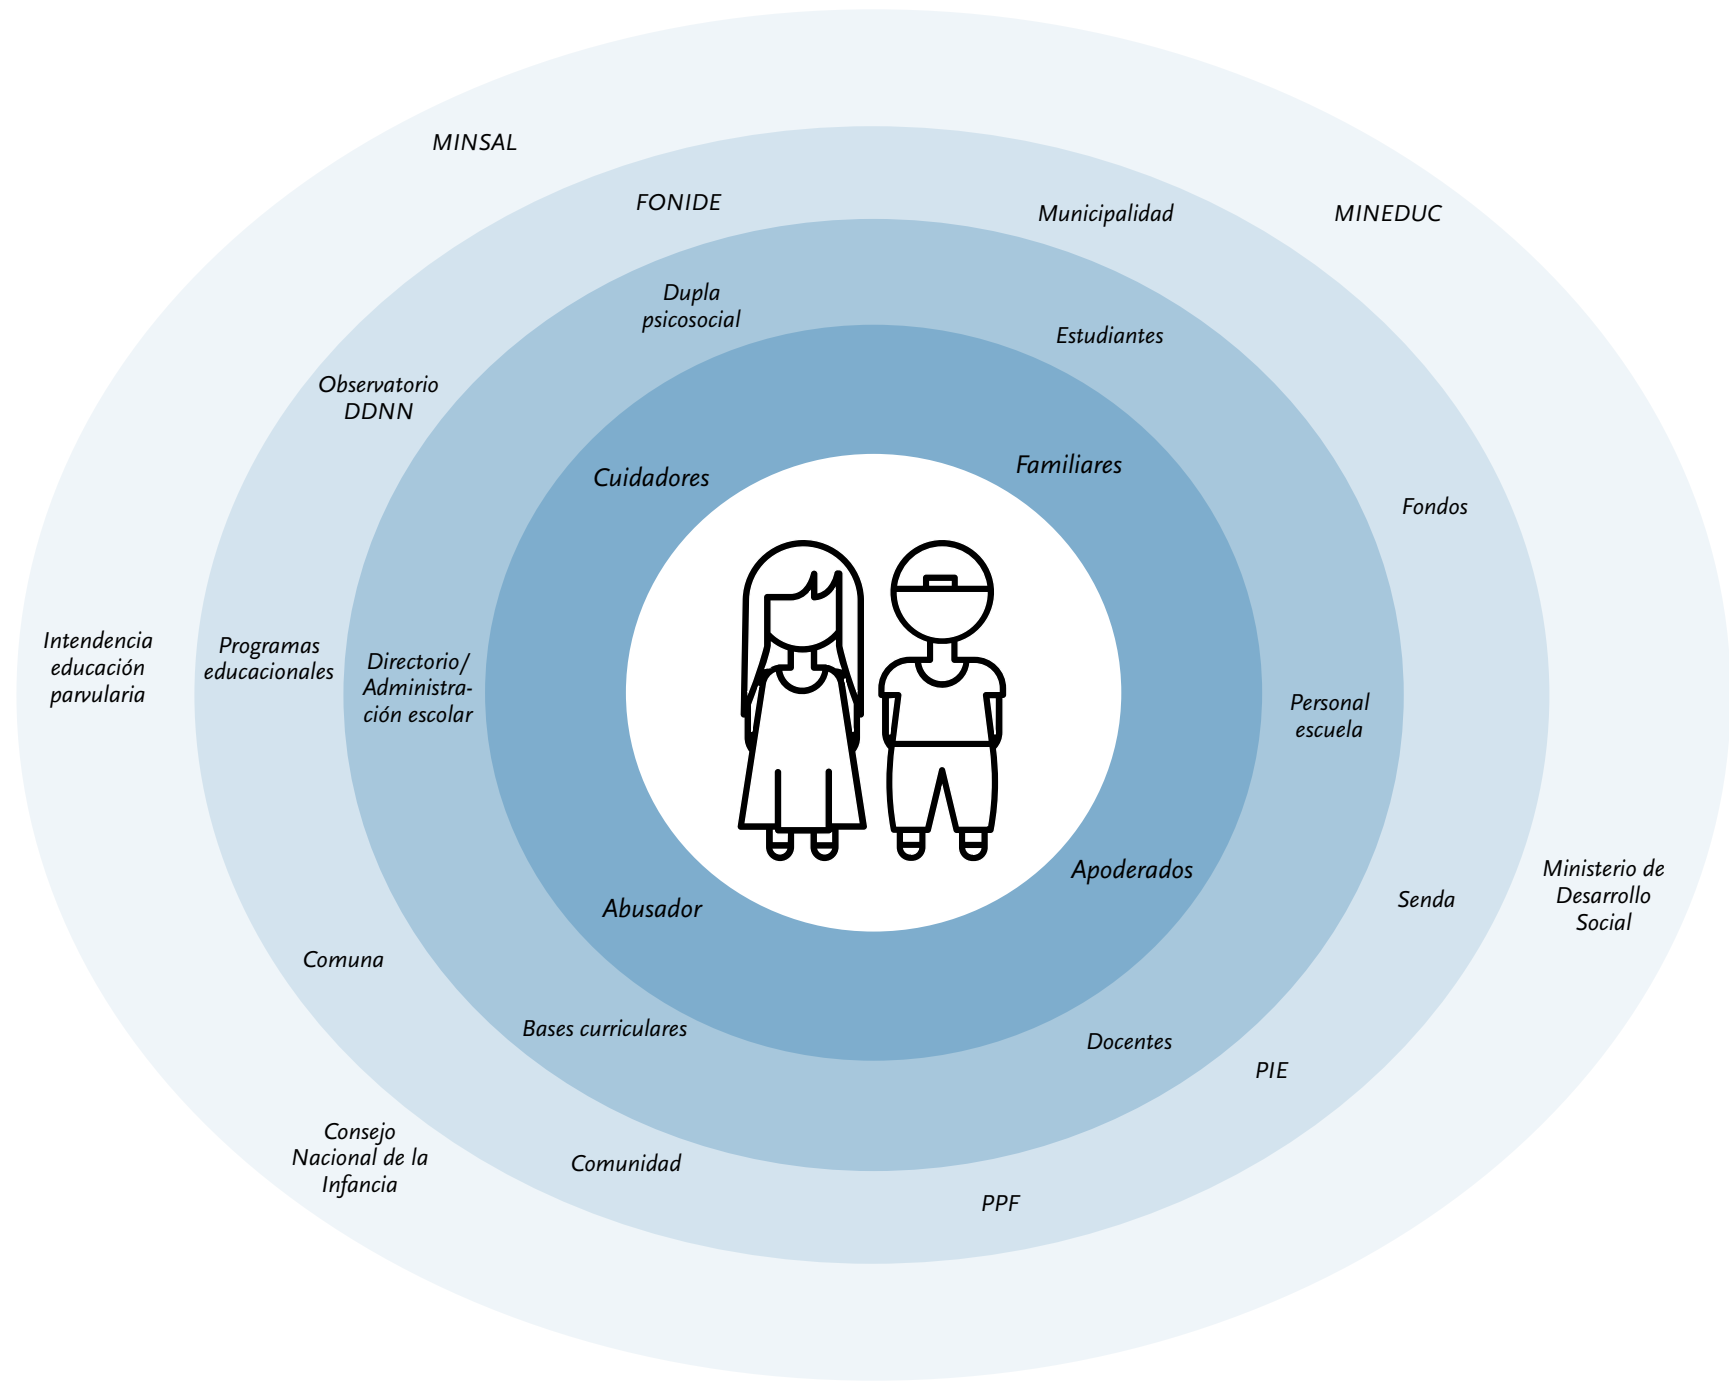 MINSAL
FONIDE
Municipalidad
MINEDUC
Dupla
psicosocial
Estudiantes
Observatorio
DDNN
Cuidadores
Familiares
Fondos
Intendencia
educación
parvularia
Programas
educacionales
Directorio/
Administra-
ción escolar
Personal
escuela
Apoderados
Abusador
Senda
Ministerio de
Desarrollo
Social
Comuna
Bases curriculares
Docentes
PIE
Consejo
Nacional de la
Infancia
Comunidad
PPF